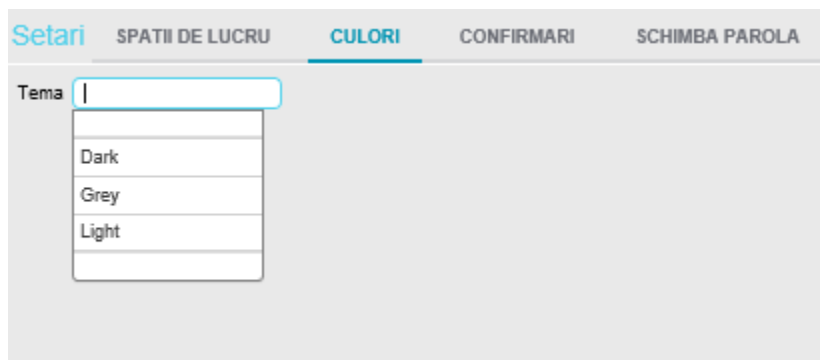 Setari SPATII DE LUCRU CULORI CONFIRMARI SCHIMBA PAROLA
Tema
Dark
Grey
Light